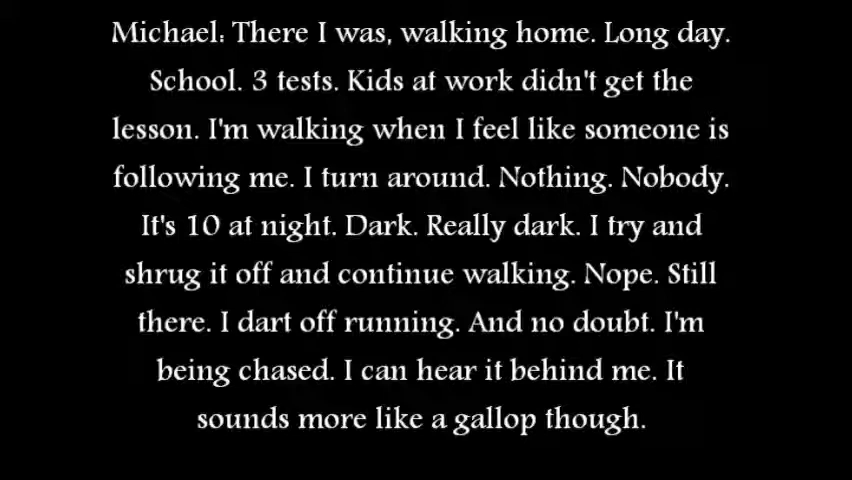 Michael: There I was, walking home. Long day.
School. 3 tests. Kids at work didn't get the
lesson. I'm walking when I feel like someone is
following me. I turn around. Nothing. Nobody.
It's 10 at night. Dark. Really dark. I try and
shrug it off and continue walking. Nope. Still
there. I dart off running. And no doubt. I'm
being chased. I can hear it behind me. It
sounds more like a gallop though.